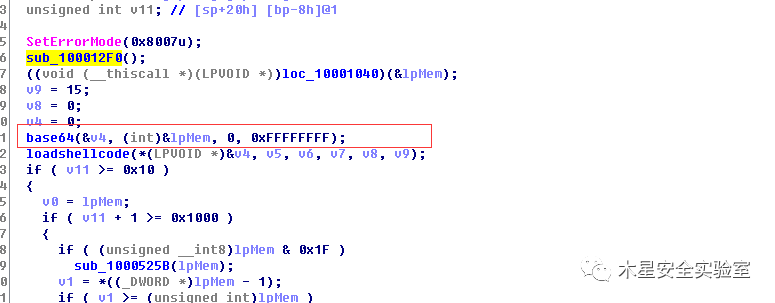 3 unsigned int v11; // [sp+20h] [bp-8h]@1
4
5 SetErrorMode(0x8007u);
6 sub_100012F0();
7 ((void (__thiscall *)(LPVOID *))loc_10001040)(&lpMem);
8 v9 = 15;
9 v8 = 0;
0 v4 = 0;
1 base64(&v4, (int)&lpMem, 0, 0xFFFFFFFF);
2 loadshellcode(*(LPVOID *)&v4, v5, v6, v7, v8, v9);
3 if ( v11 >= 0x10 )
4 {
5 v0 = lpMem;
6 if ( v11 + 1 >= 0x1000 )
7 {
8 if ( (unsigned __int8)lpMem & 0x1F )
9 sub_1000525B(lpMem);
0 v1 = *((_DWORD *)lpMem - 1);
1 if ( v1 >= (unsigned int)lpMem )
木星安全实验室